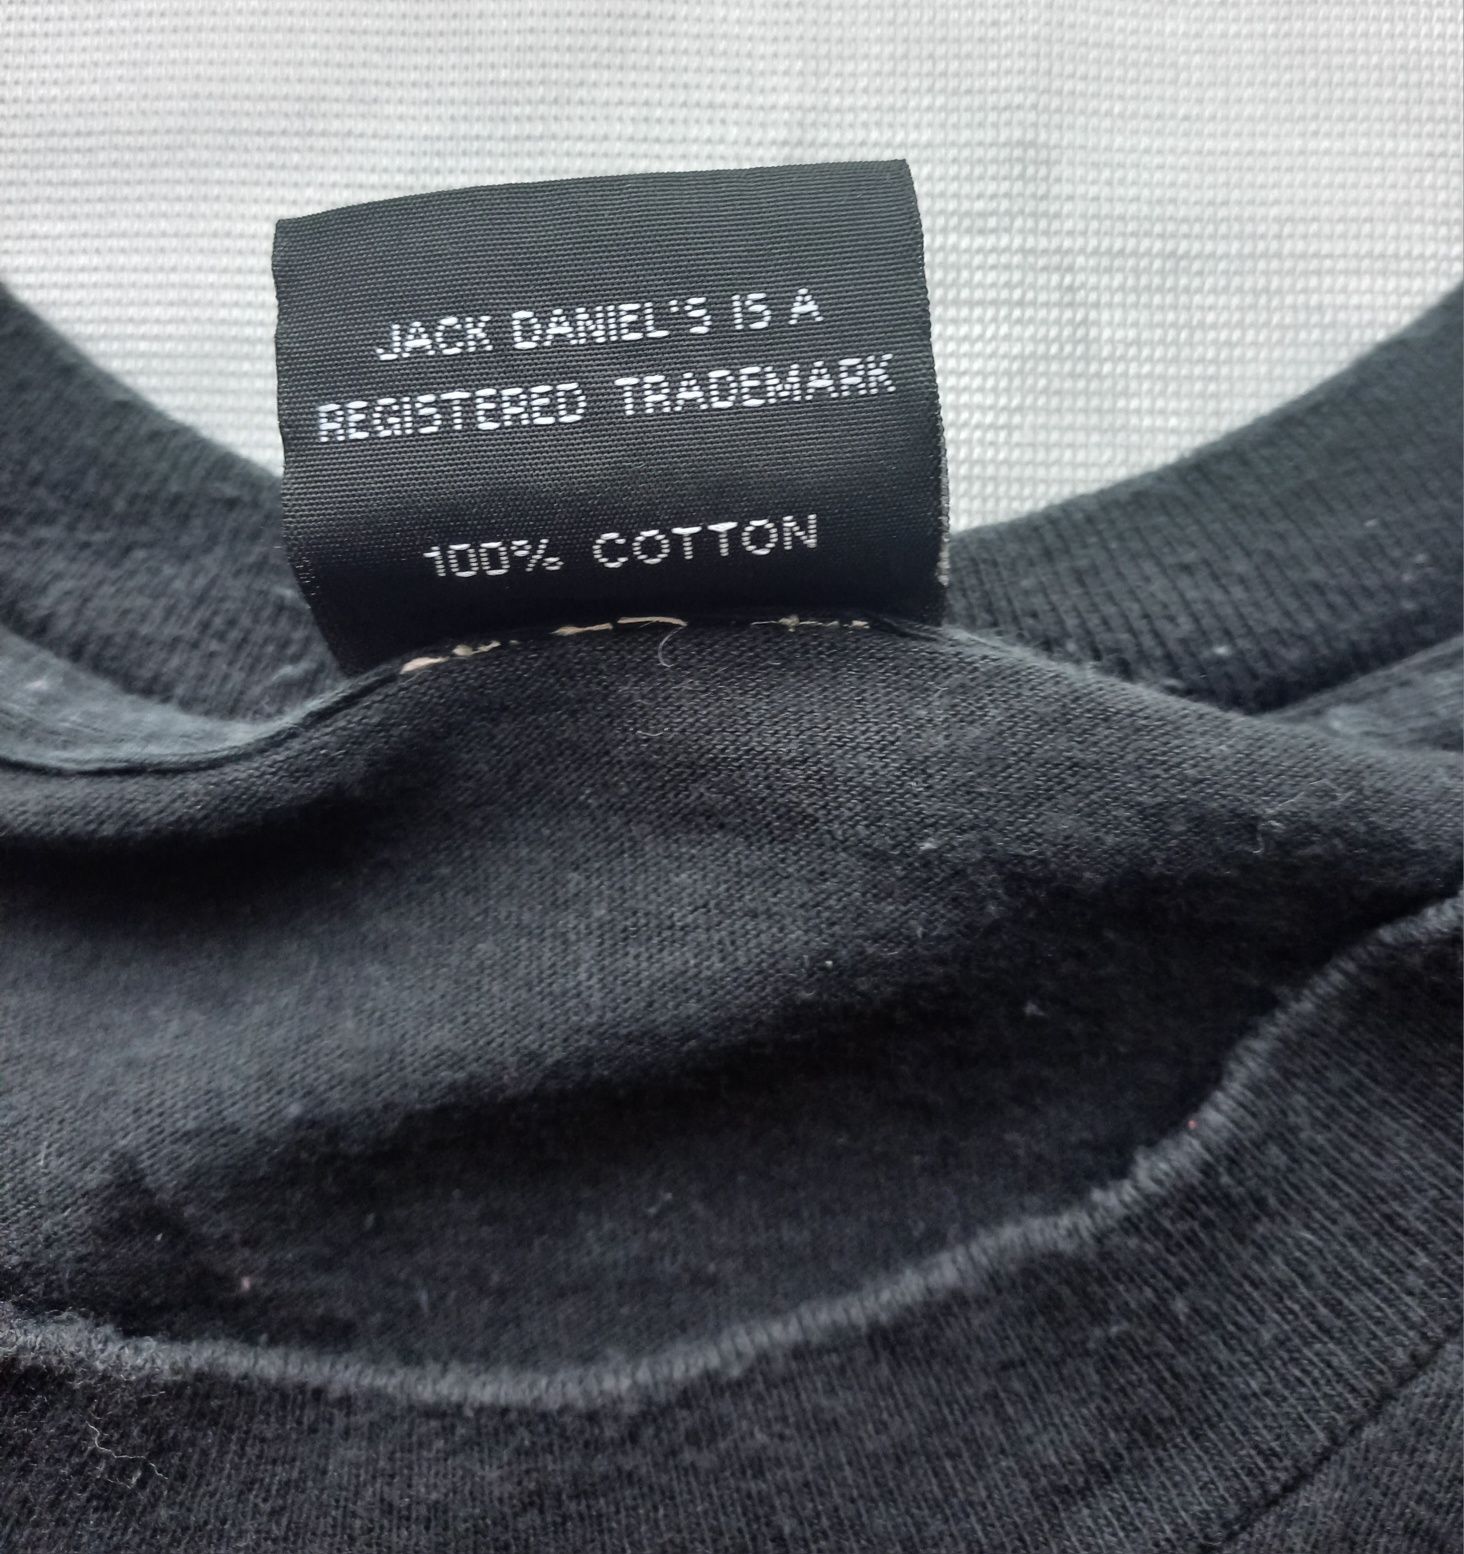 JACK DANIEL'S IS A
REGISTERED TRADEMARK
100% COTTON